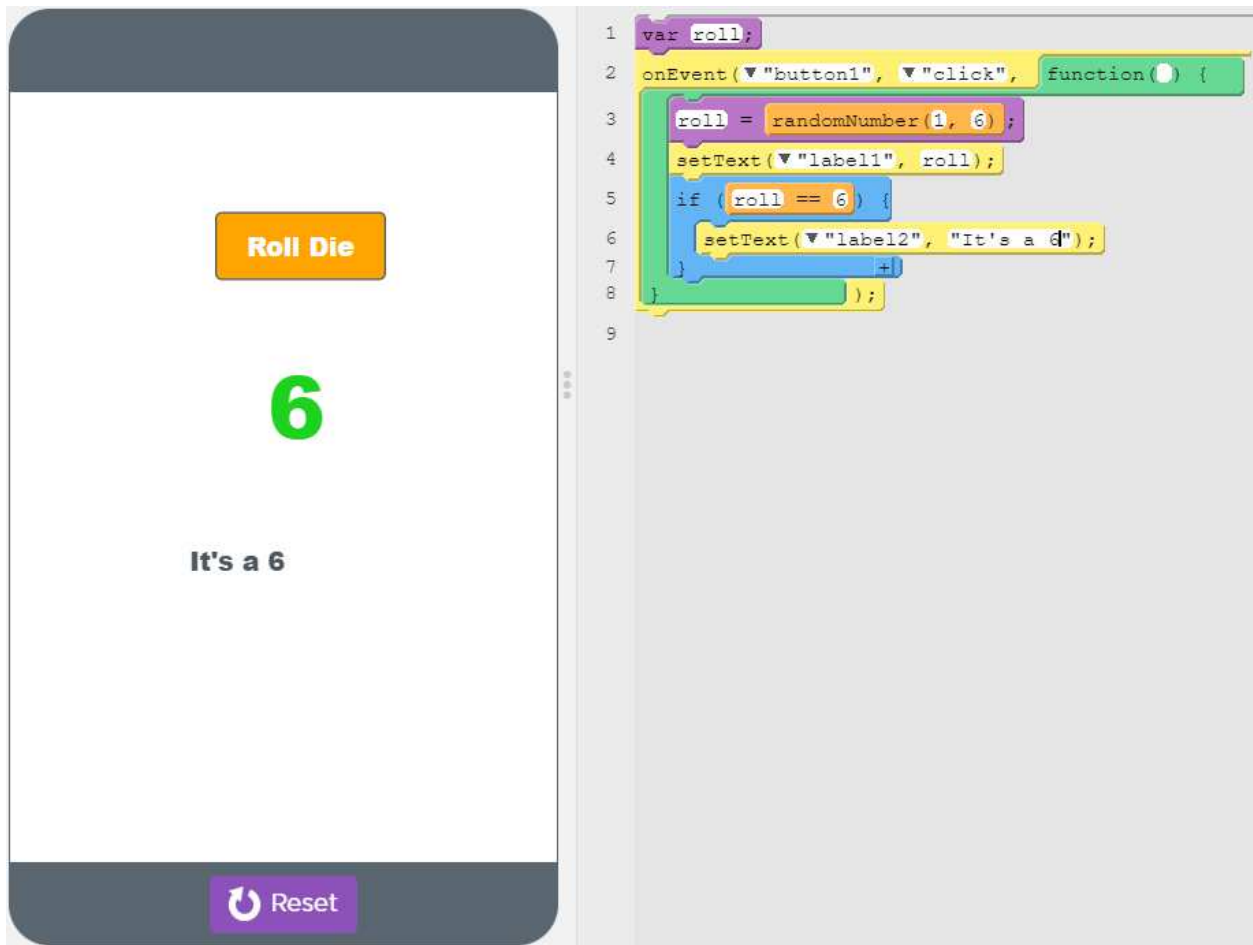 Roll Die
6
It's a 6
Reset
1 var roll;
2 onEvent(▼"button1", ▼"click", function( ) {
3 roll = randomNumber(1, 6);
4 setText(▼"label1", roll);
5 if (roll == 6) {
6 setText(▼"label2", "It's a 6");
7 } +
8 } );
9